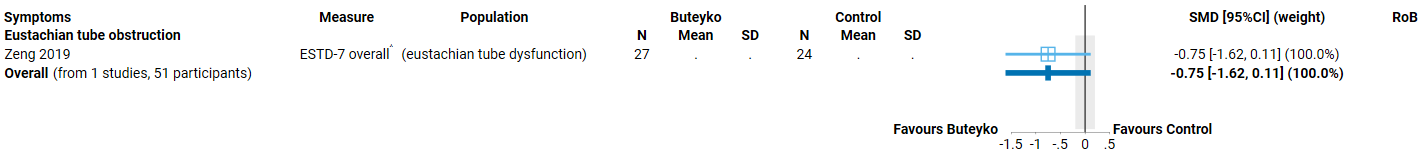 Symptoms Measure Population Buteyko Control SMD [95%CI] (weight) RoB
Eustachian tube obstruction N Mean SD N Mean SD
Zeng 2019 ESTD-7 overall^ (eustachian tube dysfunction) 27 . . 24 . . -0.75 [-1.62, 0.11] (100.0%)
Overall (from 1 studies, 51 participants) -0.75 [-1.62, 0.11] (100.0%)
Favours Buteyko Favours Control
-1.5 -1 -.5 0 .5